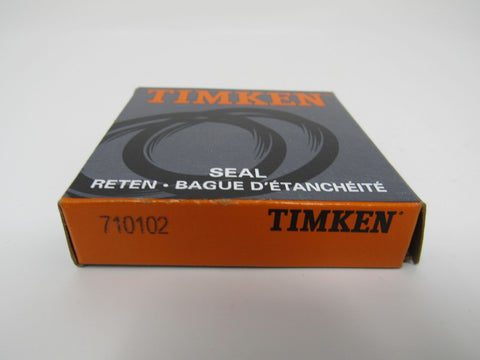 TIMKEN
SEAL
RETEN • BAGUE D'ÉTANCHÉITÉ
710102 TIMKEN